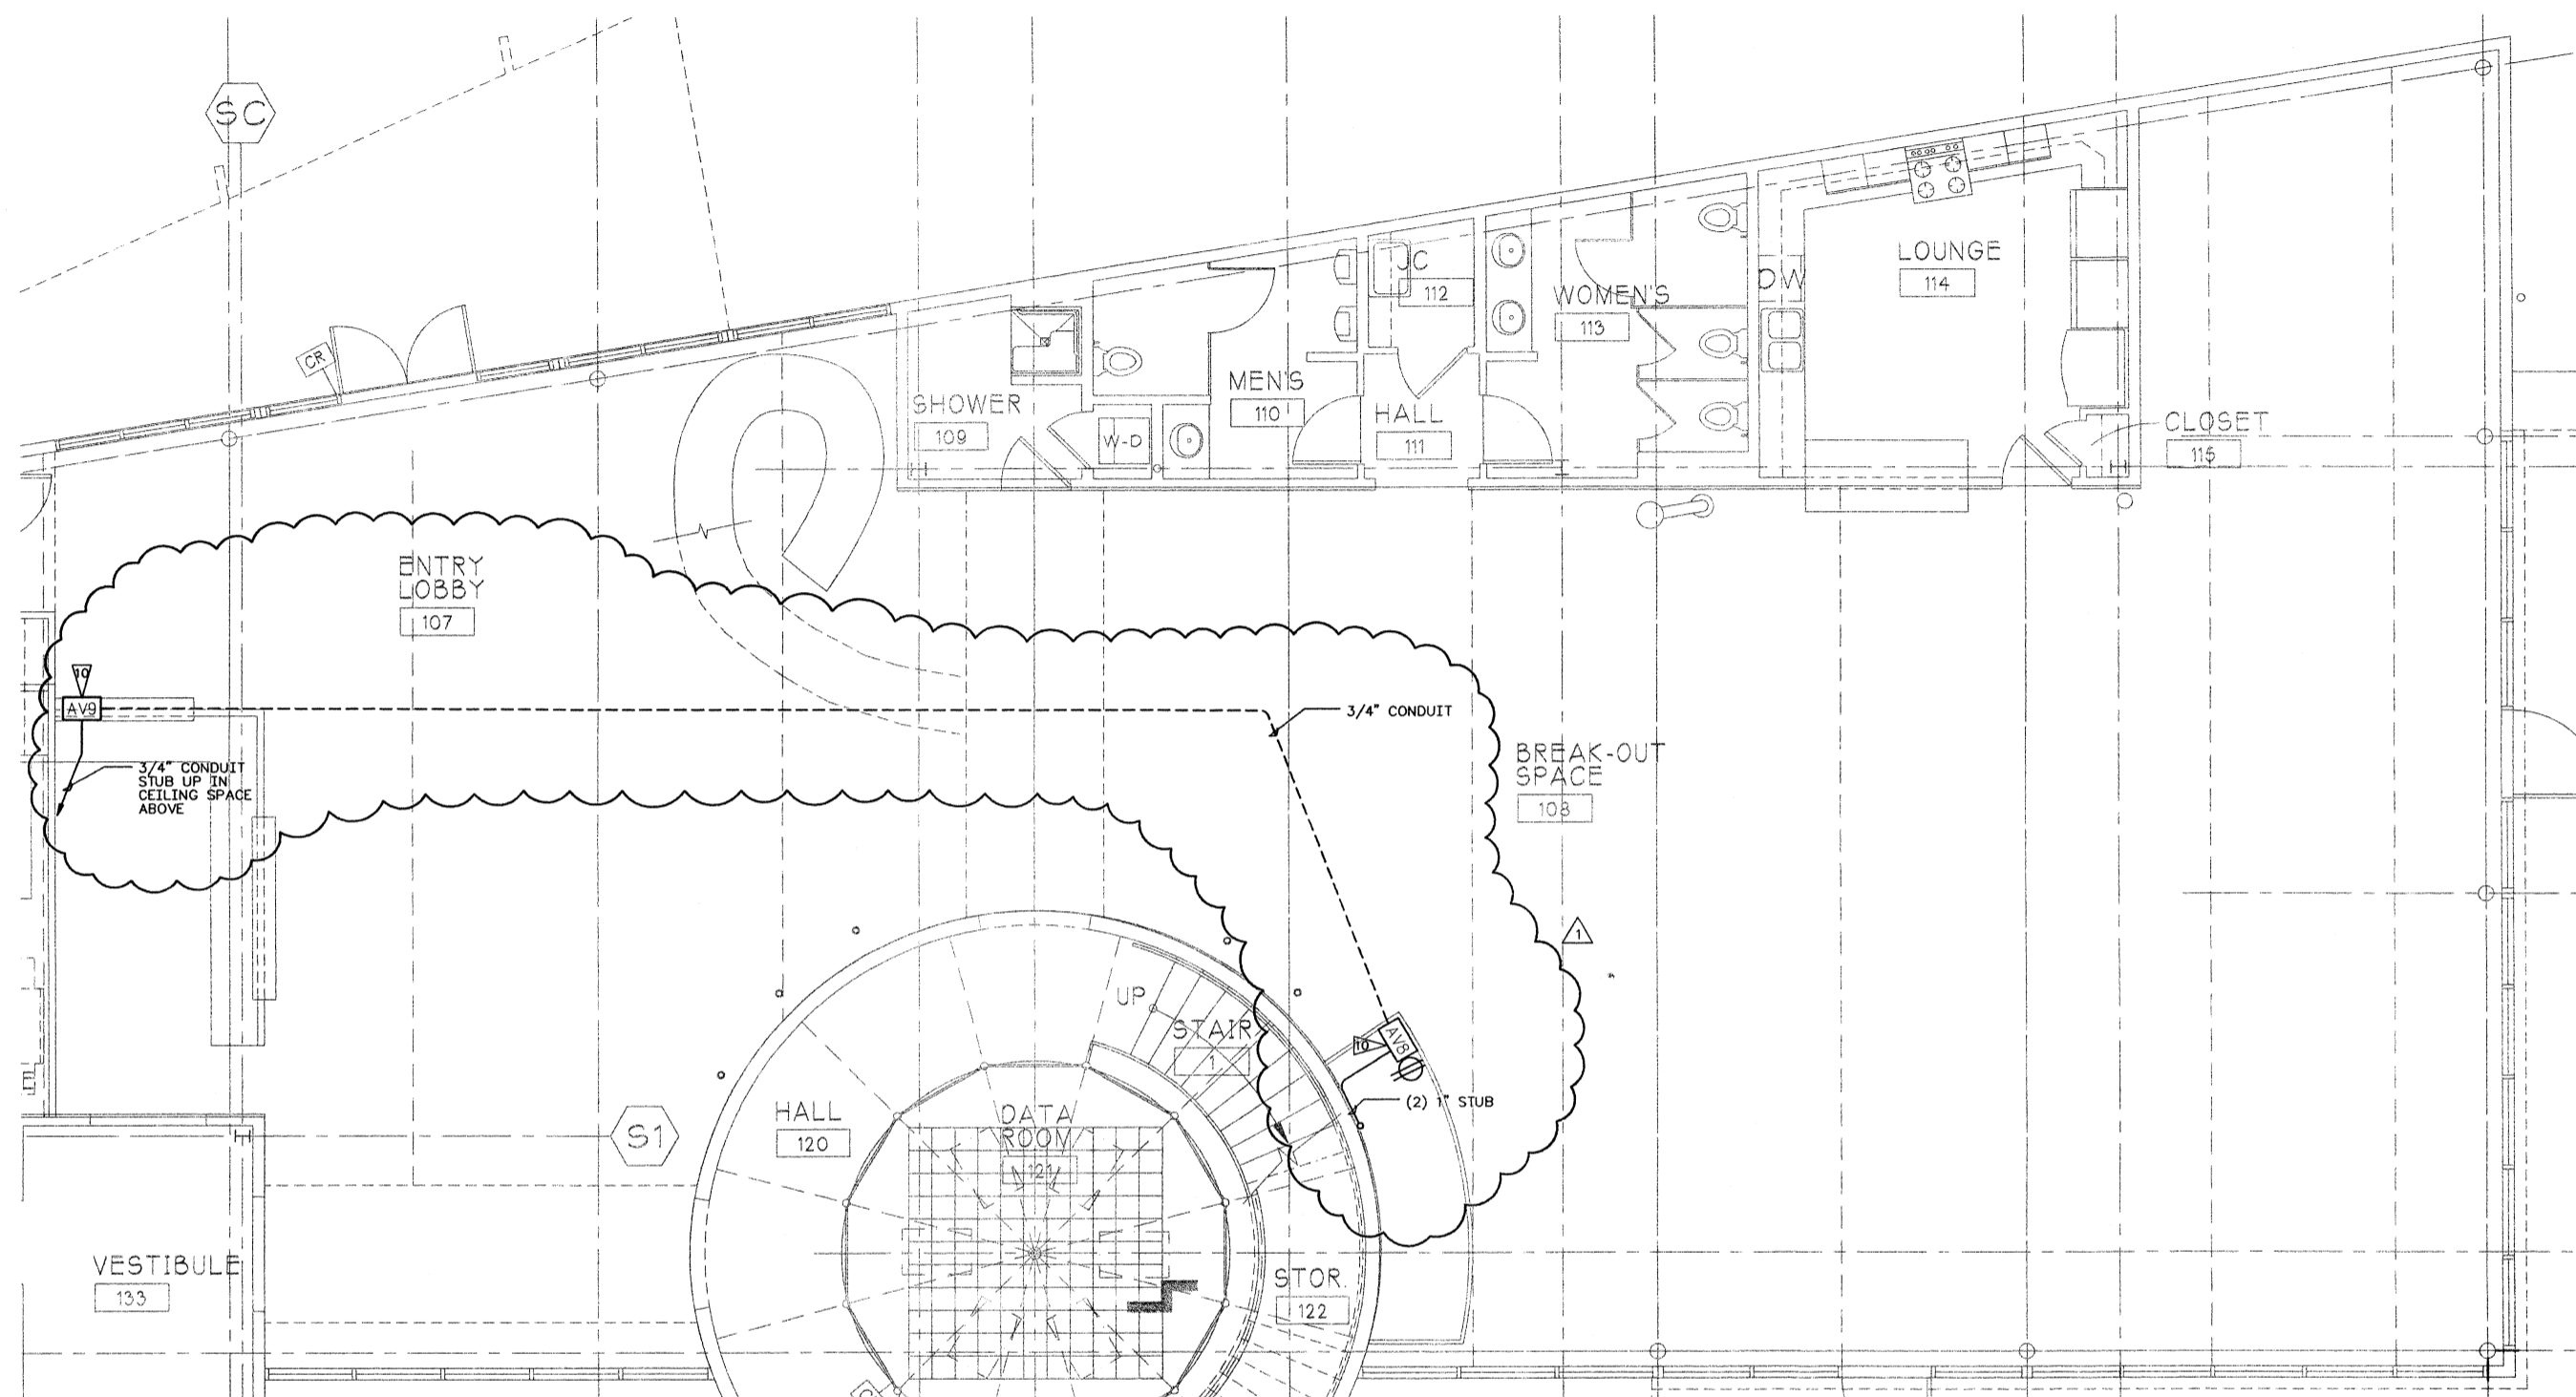 SC
CR
SHOWER
109
W-D
MEN'S
110
HALL
111
JC
112
WOMEN'S
113
DW
LOUNGE
114
CLOSET
115
ENTRY
LOBBY
107
10
AV9
3/4" CONDUIT
STUB UP IN
CEILING SPACE
ABOVE
3/4" CONDUIT
BREAK-OUT
SPACE
108
1
UP
STAIR
1
10
AV8
(2) 1" STUB
HALL
120
S1
DATA
ROOM
121
STOR.
122
VESTIBULE
133